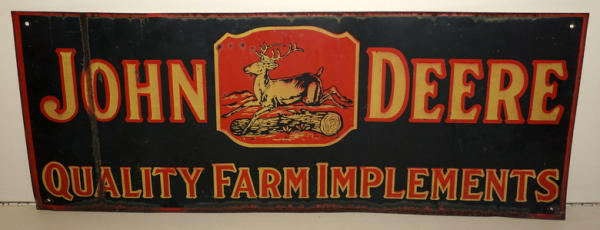 JOHN DEERE
QUALITY FARM IMPLEMENTS